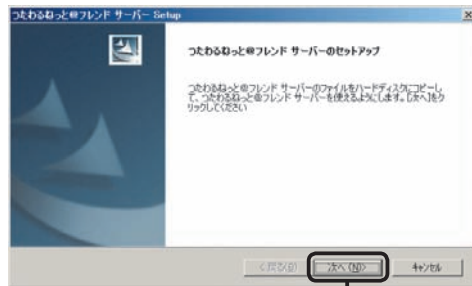 つたわるねっと@フレンド サーバー Setup
つたわるねっと@フレンド サーバーのセットアップ
つたわるねっと@フレンド サーバーのファイルをハードディスクにコピーし
て、つたわるねっと@フレンド サーバーを使えるようにします。[次へ]をク
リックしてください
< 戻る(B)
次へ(N)>
キャンセル